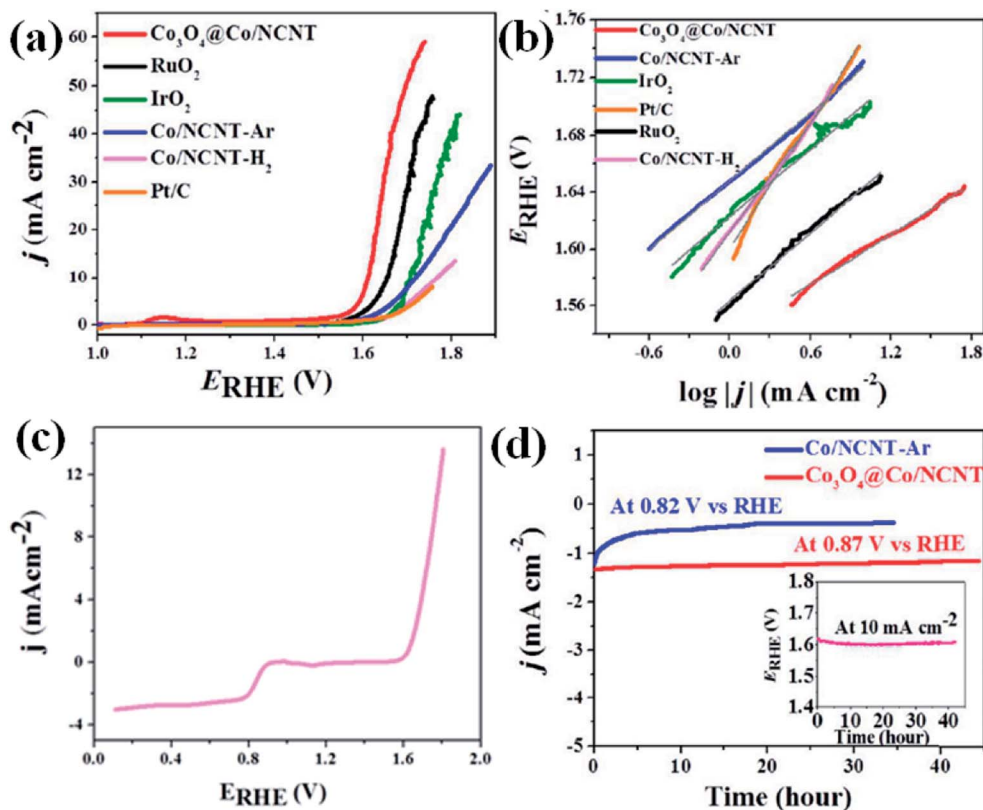 (a)
Co₃O₄@Co/NCNT
RuO₂
IrO₂
Co/NCNT-Ar
Co/NCNT-H₂
Pt/C
60
50
40
30
20
10
0
j (mA cm⁻²)
1.0 1.2 1.4 1.6 1.8
E_RHE (V)
(b)
Co₃O₄@Co/NCNT
Co/NCNT-Ar
IrO₂
Pt/C
RuO₂
Co/NCNT-H₂
1.76
1.72
1.68
1.64
1.60
1.56
E_RHE (V)
-0.6 0.0 0.6 1.2 1.8
log |j| (mA cm⁻²)
(c)
12
8
4
0
-4
j (mAcm⁻²)
0.0 0.4 0.8 1.2 1.6 2.0
E_RHE (V)
(d)
Co/NCNT-Ar
Co₃O₄@Co/NCNT
At 0.82 V vs RHE
At 0.87 V vs RHE
1
0
-1
-2
-3
-4
-5
j (mA cm⁻²)
0 10 20 30 40
Time (hour)
1.8
1.7
1.6
1.5
1.4
E_RHE (V)
At 10 mA cm⁻²
0 10 20 30 40
Time (hour)